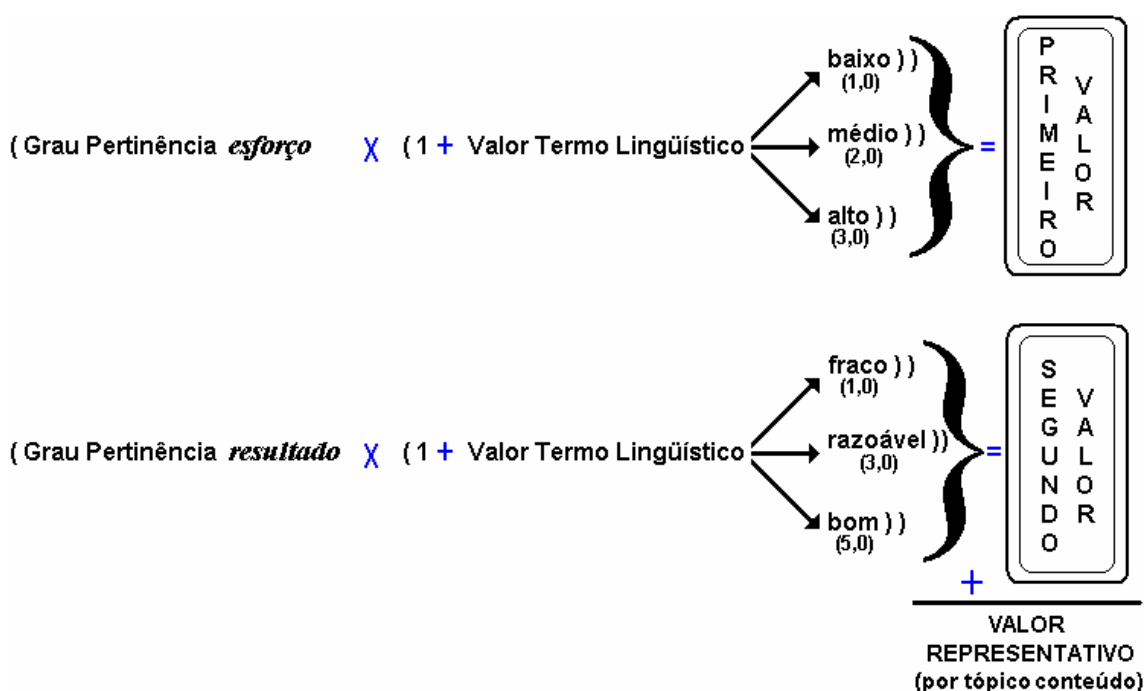 baixo ) )
(1,0)
( Grau Pertinência esforço X ( 1 + Valor Termo Lingüístico médio ) ) =
(2,0)
alto ) )
(3,0)
PRIMEIRO
VALOR
fraco ) )
(1,0)
( Grau Pertinência resultado X ( 1 + Valor Termo Lingüístico razoável ) ) =
(3,0)
bom ) )
(5,0)
SEGUNDO
VALOR
+
VALOR
REPRESENTATIVO
(por tópico conteúdo)